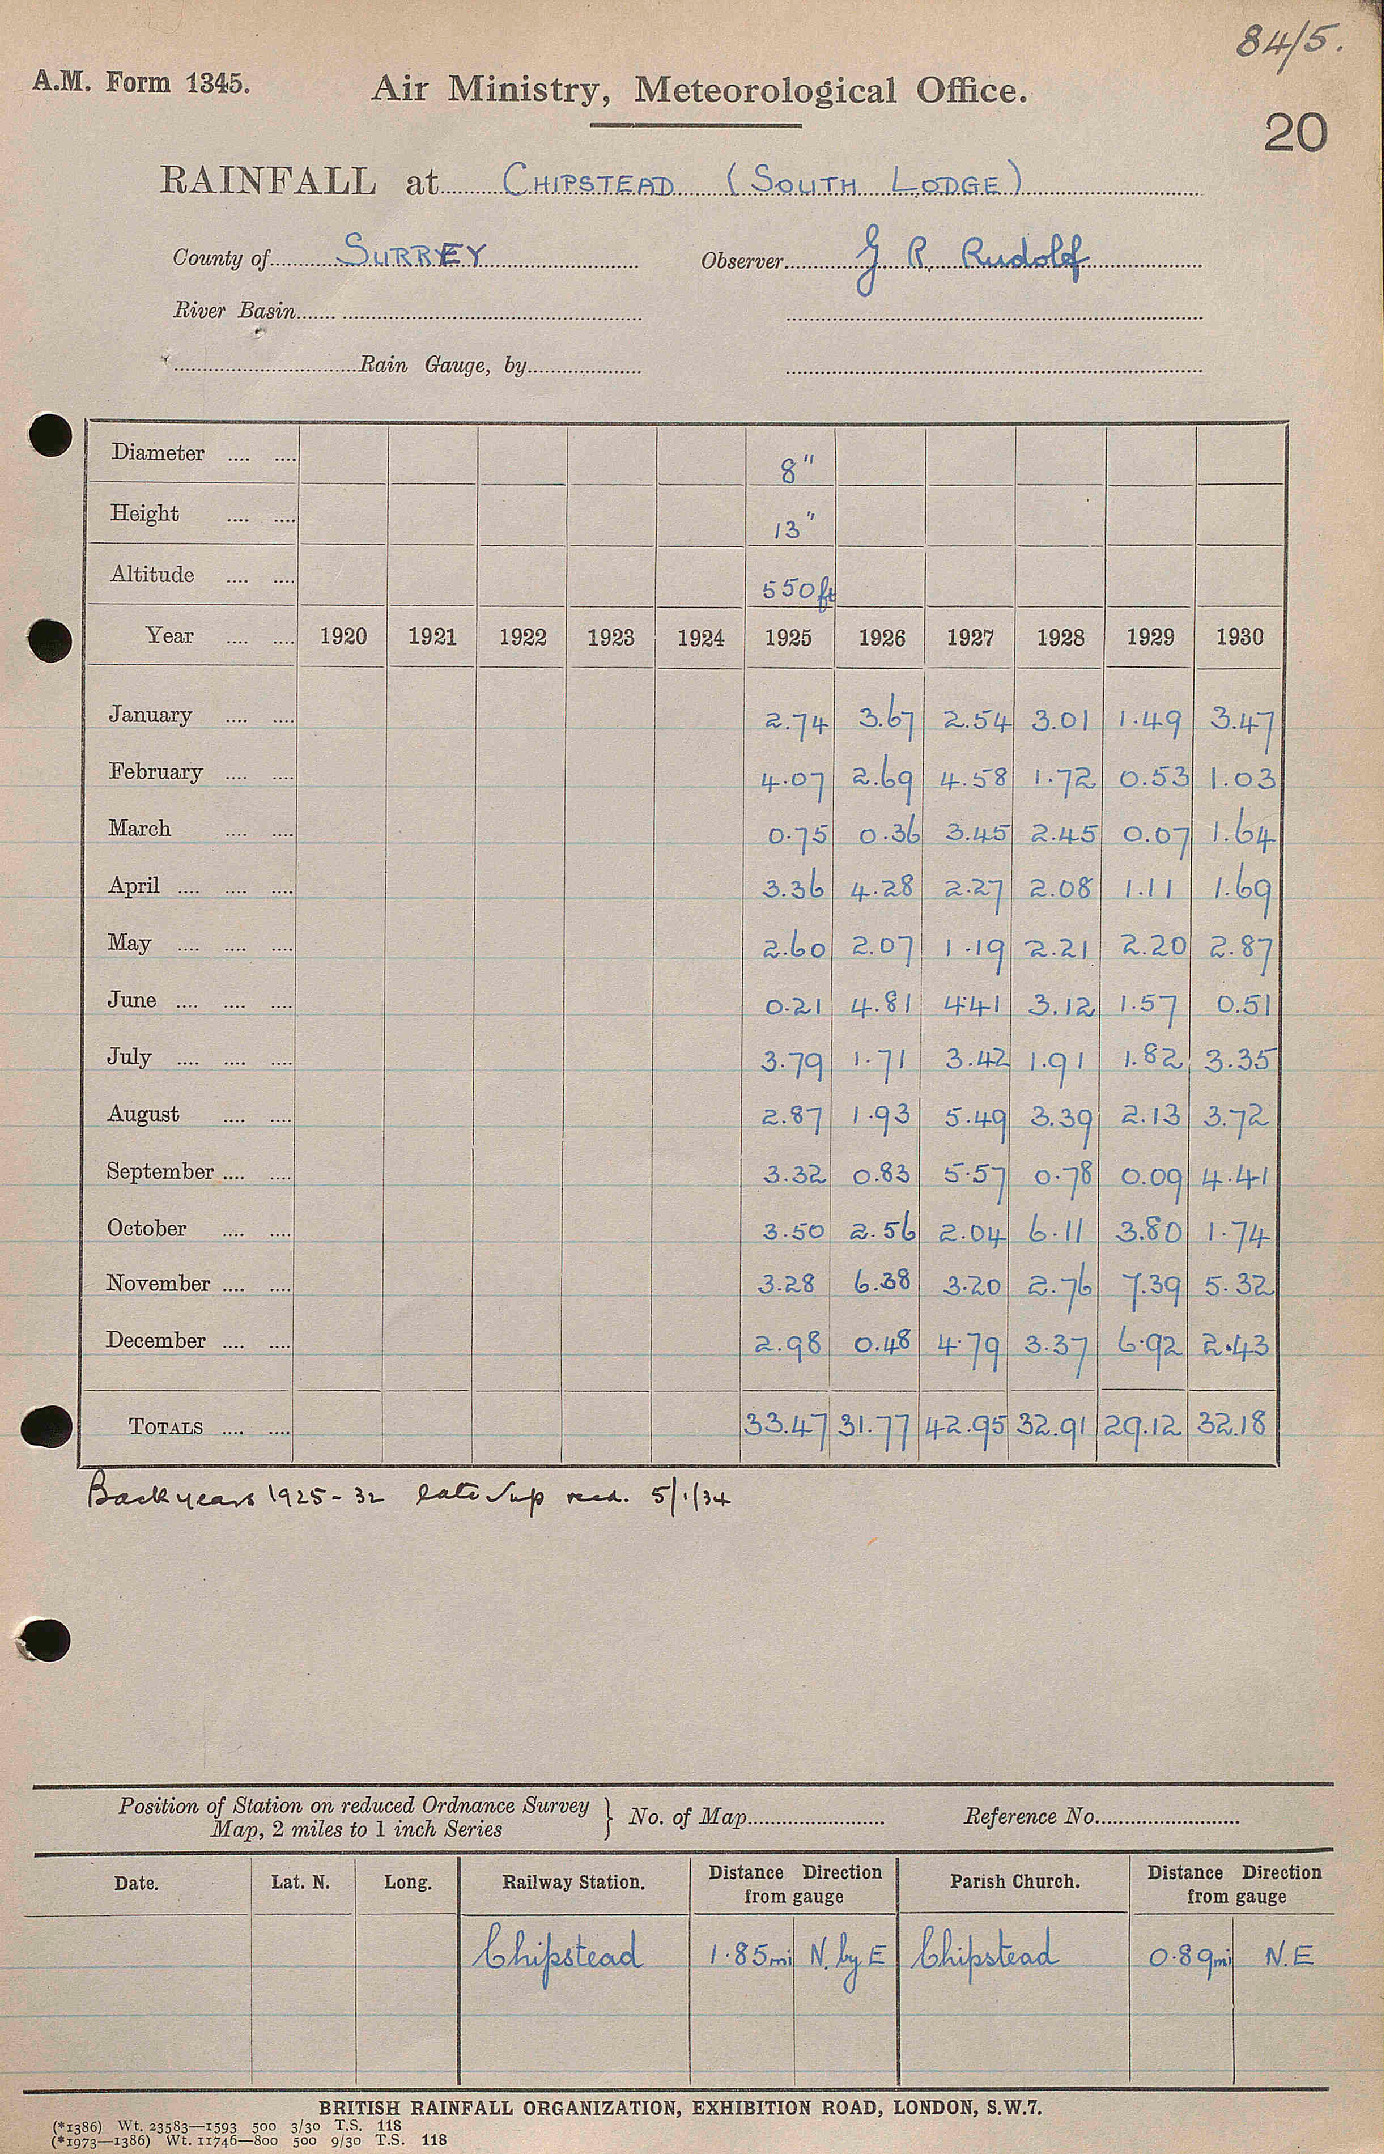 84/5.
A.M. Form 1345.
Air Ministry, Meteorological Office.
20
RAINFALL at CHIPSTEAD (SOUTH LODGE)
County of SURREY Observer G R Rudolf
River Basin
Rain Gauge, by
Diameter 8"
Height 13"
Altitude 550 ft
Year 1920 1921 1922 1923 1924 1925 1926 1927 1928 1929 1930
January 2.74 3.67 2.54 3.01 1.49 3.47
February 4.07 2.69 4.58 1.72 0.53 1.03
March 0.75 0.36 3.45 2.45 0.07 1.64
April 3.36 4.28 2.27 2.08 1.11 1.69
May 2.60 2.07 1.19 2.21 2.20 2.87
June 0.21 4.81 4.41 3.12 1.57 0.51
July 3.79 1.71 3.42 1.91 1.82 3.35
August 2.87 1.93 5.49 3.39 2.13 3.72
September 3.32 0.83 5.57 0.78 0.09 4.41
October 3.50 2.56 2.04 6.11 3.80 1.74
November 3.28 6.38 3.20 2.76 7.39 5.32
December 2.98 0.48 4.79 3.37 6.92 2.43
TOTALS 33.47 31.77 42.95 32.91 29.12 32.18
Back years 1925-32 late sup recd. 5/1/34
Position of Station on reduced Ordnance Survey
Map, 2 miles to 1 inch Series } No. of Map Reference No.
Date. Lat. N. Long. Railway Station. Distance Direction from gauge Parish Church. Distance Direction from gauge
Chipstead 1.85mi N. by E Chipstead 0.89mi N.E
BRITISH RAINFALL ORGANIZATION, EXHIBITION ROAD, LONDON, S.W.7.
(*1386) Wt. 23583—1593 500 3/30 T.S. 118
(*1973—1386) Wt. 11746—800 500 9/30 T.S. 118